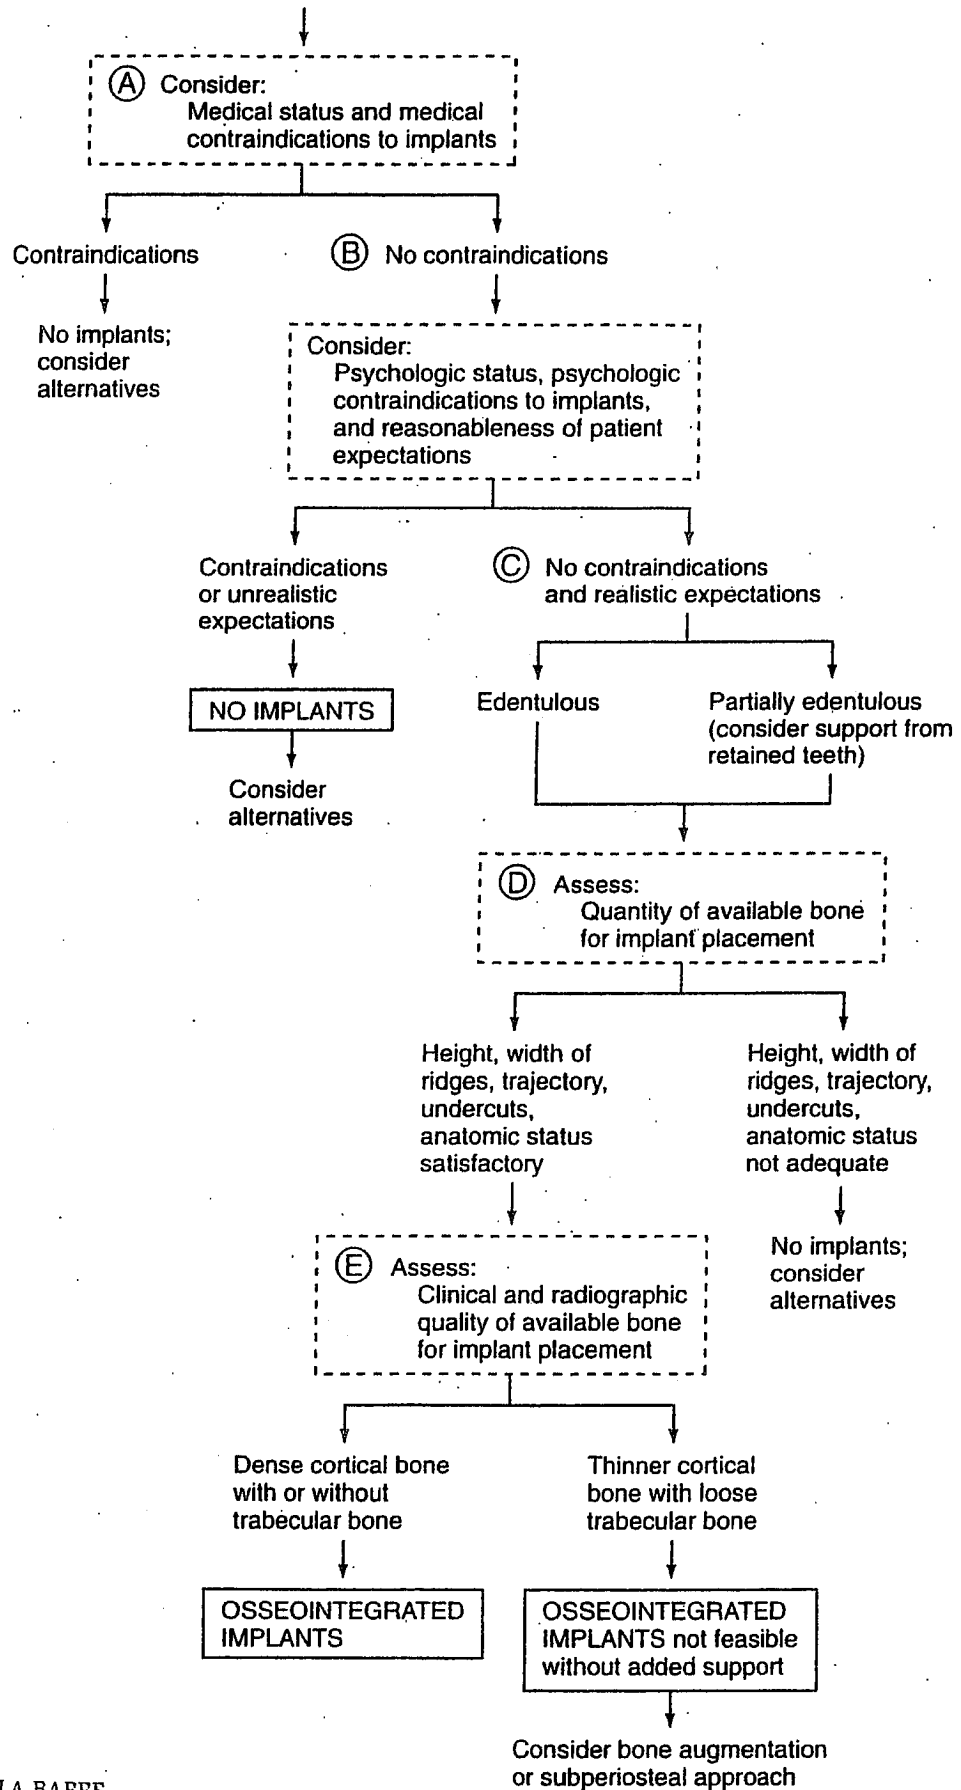 Ⓐ Consider:
Medical status and medical
contraindications to implants
Contraindications
Ⓑ No contraindications
No implants;
consider
alternatives
Consider:
Psychologic status, psychologic
contraindications to implants,
and reasonableness of patient
expectations
Contraindications
or unrealistic
expectations
Ⓒ No contraindications
and realistic expectations
NO IMPLANTS
Consider
alternatives
Edentulous
Partially edentulous
(consider support from
retained teeth)
Ⓓ Assess:
Quantity of available bone
for implant placement
Height, width of
ridges, trajectory,
undercuts,
anatomic status
satisfactory
Height, width of
ridges, trajectory,
undercuts,
anatomic status
not adequate
No implants;
consider
alternatives
Ⓔ Assess:
Clinical and radiographic
quality of available bone
for implant placement
Dense cortical bone
with or without
trabecular bone
Thinner cortical
bone with loose
trabecular bone
OSSEOINTEGRATED
IMPLANTS
OSSEOINTEGRATED
IMPLANTS not feasible
without added support
Consider bone augmentation
or subperiosteal approach